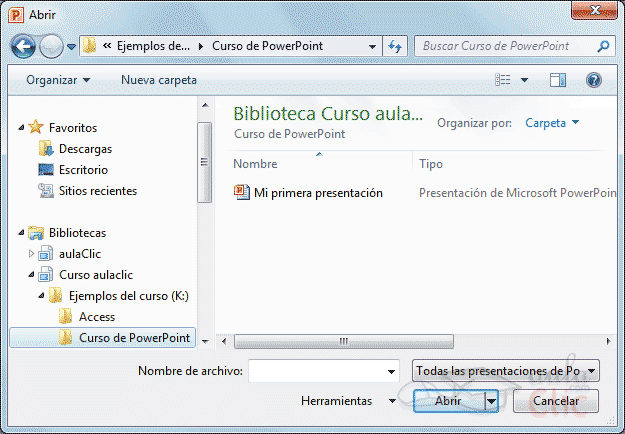 Abrir
« Ejemplos de... Curso de PowerPoint
Buscar Curso de PowerPoint
Organizar Nueva carpeta
Favoritos
Descargas
Escritorio
Sitios recientes
Bibliotecas
aulaClic
Curso aulaclic
Ejemplos del curso (K:)
Access
Curso de PowerPoint
Biblioteca Curso aula...
Curso de PowerPoint
Organizar por: Carpeta
Nombre Tipo
Mi primera presentación Presentación de Microsoft PowerPoin
Nombre de archivo:
Todas las presentaciones de Po
Herramientas Abrir Cancelar
aula
Clic